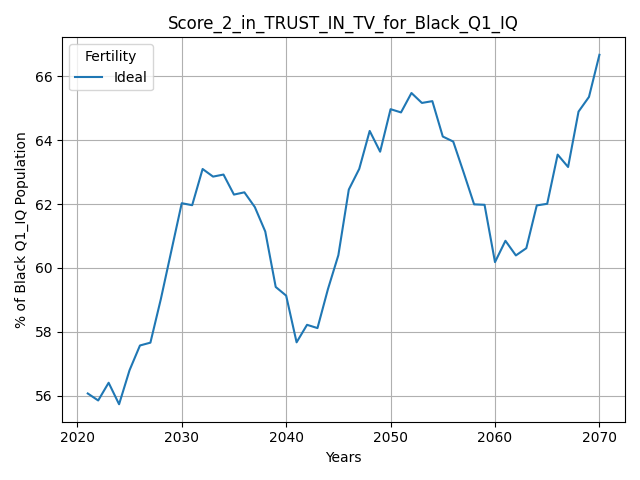 Score_2_in_TRUST_IN_TV_for_Black_Q1_IQ
Fertility
Ideal
% of Black Q1_IQ Population
66
64
62
60
58
56
2020
2030
2040
2050
2060
2070
Years